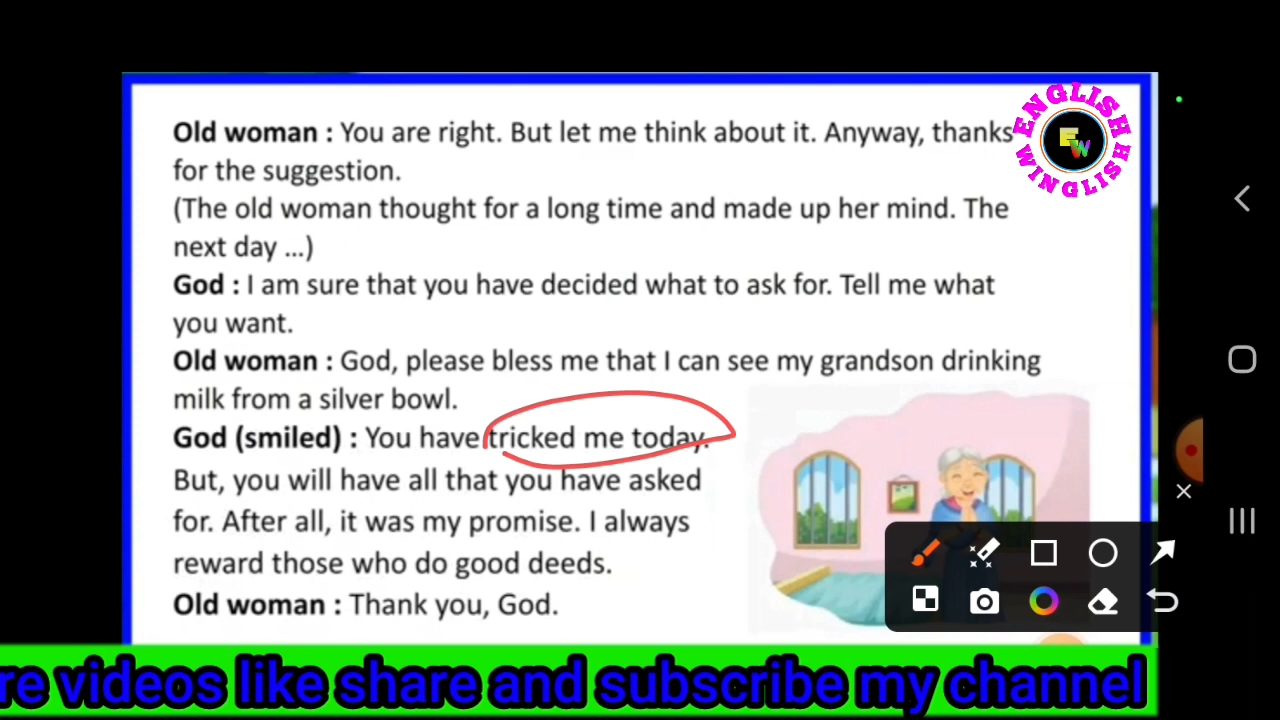 Old woman : You are right. But let me think about it. Anyway, thanks
for the suggestion.
(The old woman thought for a long time and made up her mind. The
next day ...)
God : I am sure that you have decided what to ask for. Tell me what
you want.
Old woman : God, please bless me that I can see my grandson drinking
milk from a silver bowl.
God (smiled) : You have tricked me today.
But, you will have all that you have asked
for. After all, it was my promise. I always
reward those who do good deeds.
Old woman : Thank you, God.
ENGLISH
EW
WINGLISH
re videos like share and subscribe my channel